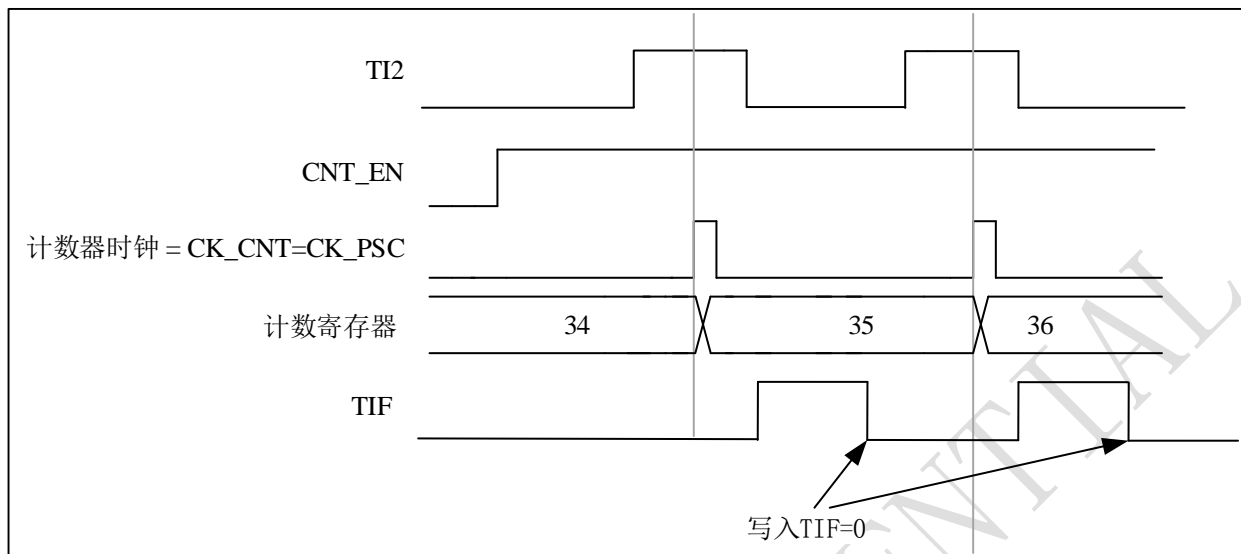 TI2
CNT_EN
计数器时钟 = CK_CNT=CK_PSC
计数寄存器
34
35
36
TIF
写入TIF=0
ENTIAL